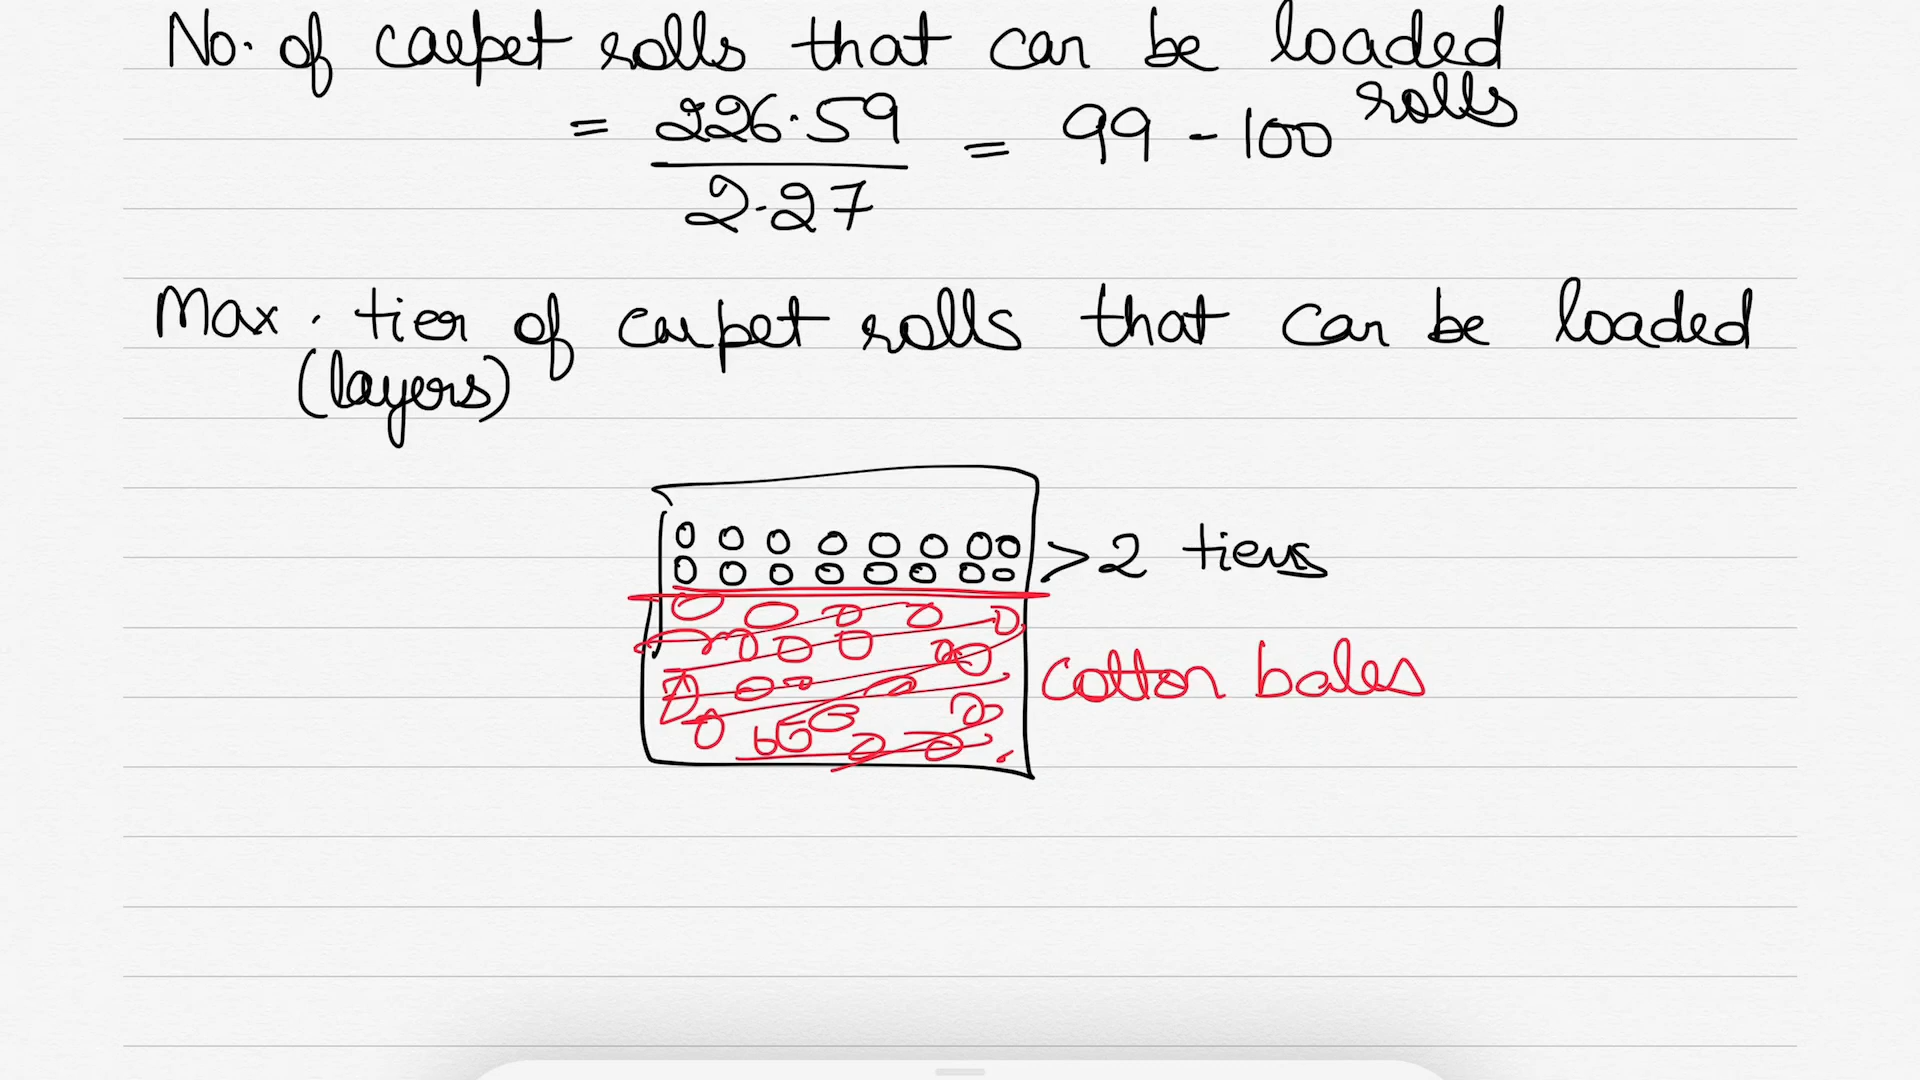 No. of carpet rolls that can be loaded
= 226.59 / 2.27 = 99 - 100 rolls
Max. tier of carpet rolls that can be loaded
(layers)
> 2 tiers
cotton bales